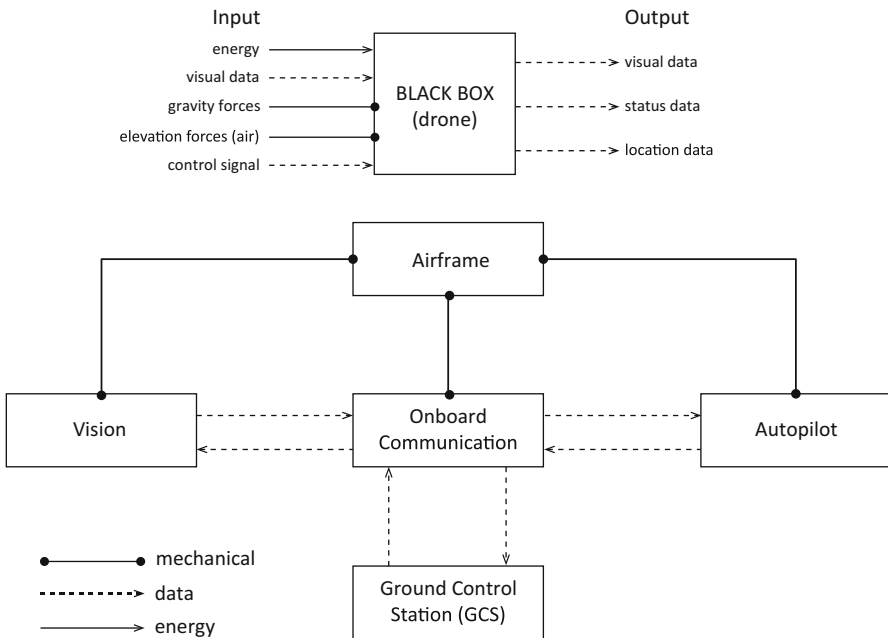 Input
Output
energy
visual data
gravity forces
elevation forces (air)
control signal
BLACK BOX
(drone)
visual data
status data
location data
Airframe
Vision
Onboard
Communication
Autopilot
Ground Control
Station (GCS)
mechanical
data
energy